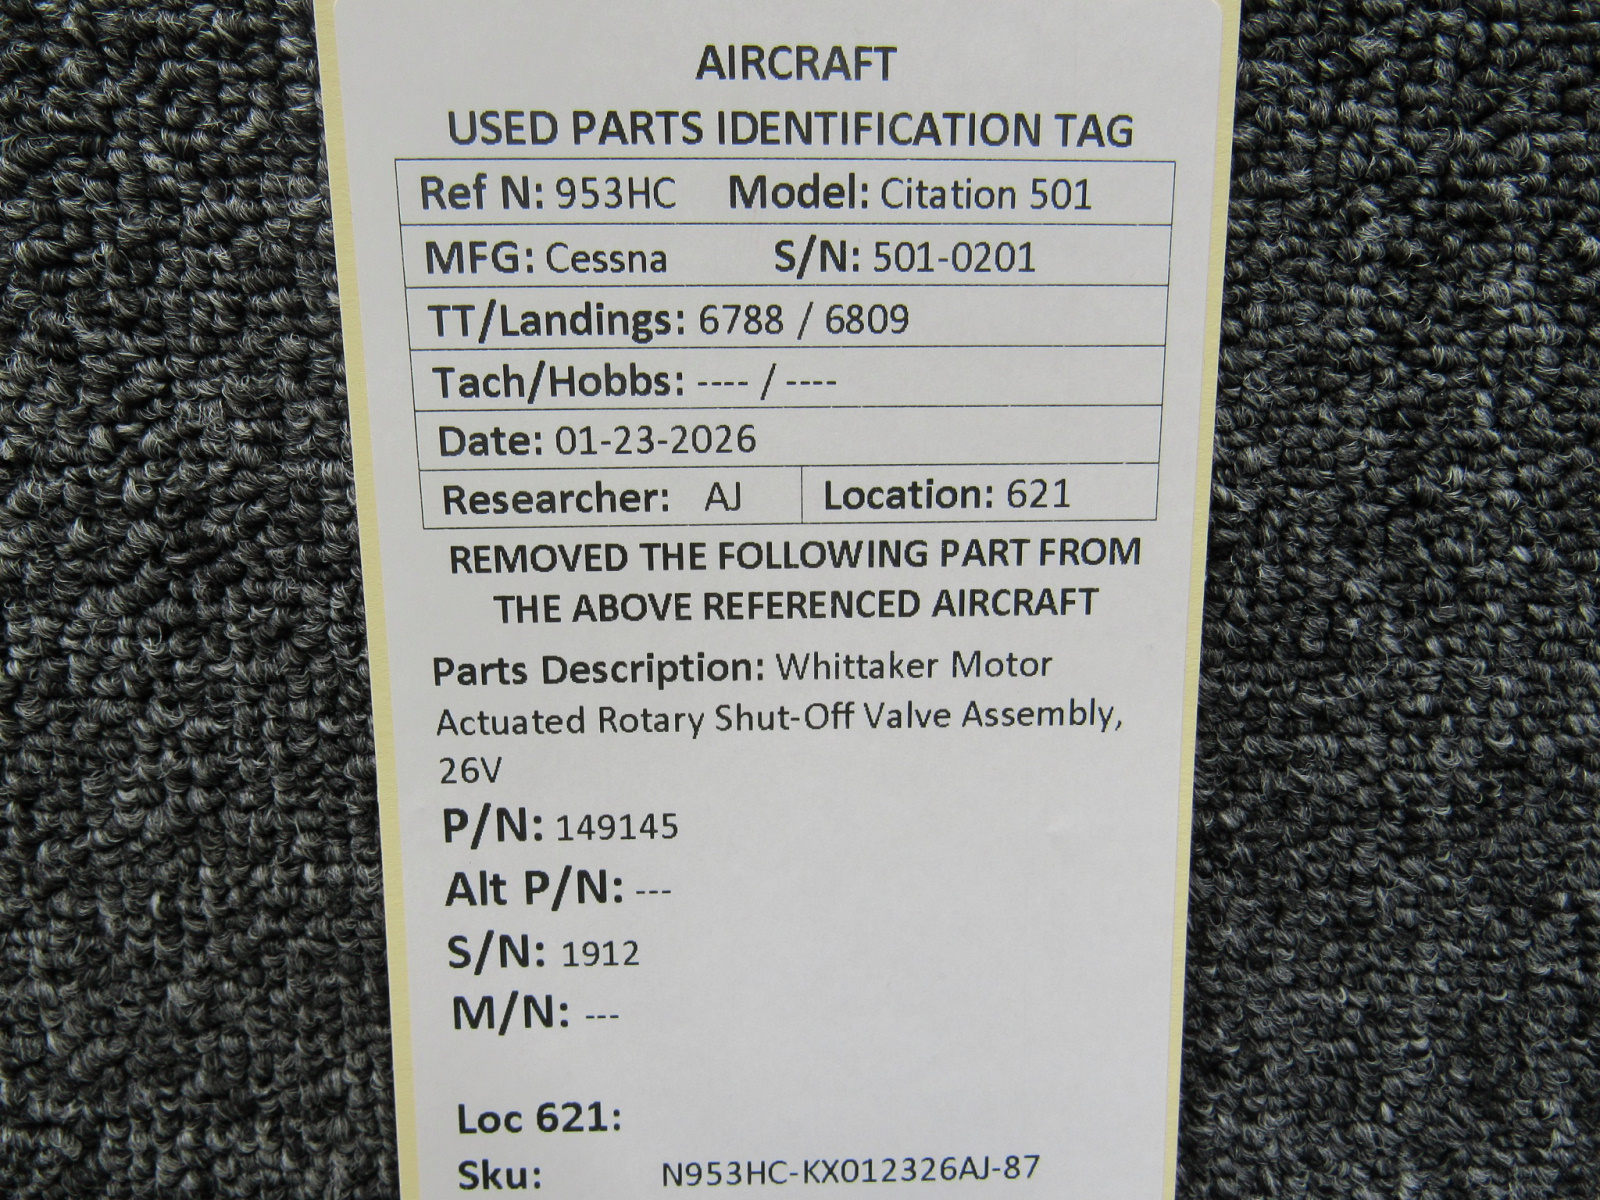 AIRCRAFT
USED PARTS IDENTIFICATION TAG
Ref N: 953HC Model: Citation 501
MFG: Cessna S/N: 501-0201
TT/Landings: 6788 / 6809
Tach/Hobbs: ---- / ----
Date: 01-23-2026
Researcher: AJ Location: 621
REMOVED THE FOLLOWING PART FROM
THE ABOVE REFERENCED AIRCRAFT
Parts Description: Whittaker Motor
Actuated Rotary Shut-Off Valve Assembly,
26V
P/N: 149145
Alt P/N: ---
S/N: 1912
M/N: ---
Loc 621:
Sku: N953HC-KX012326AJ-87